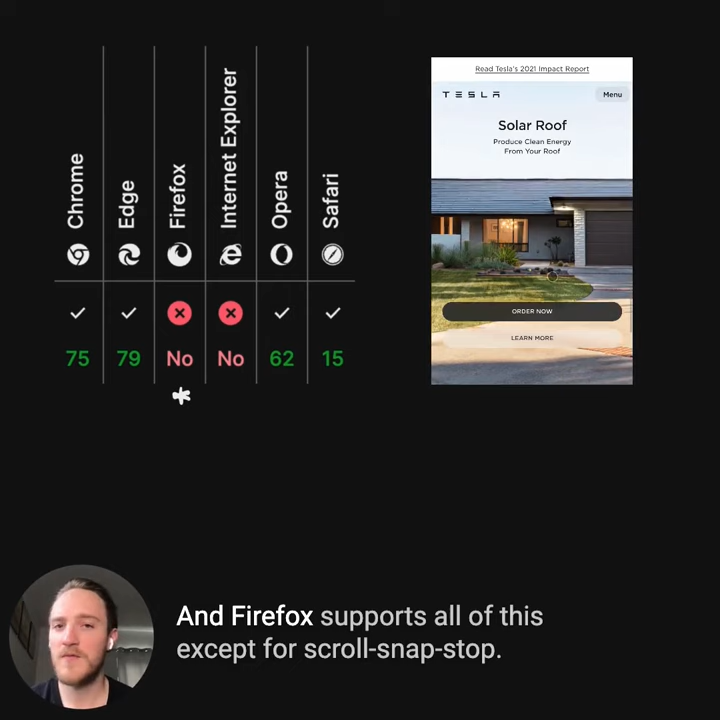 Chrome
Edge
Firefox
Internet Explorer
Opera
Safari
75
79
No
No
62
15
*
Read Tesla's 2021 Impact Report
TESLA
Menu
Solar Roof
Produce Clean Energy
From Your Roof
ORDER NOW
LEARN MORE
And Firefox supports all of this
except for scroll-snap-stop.